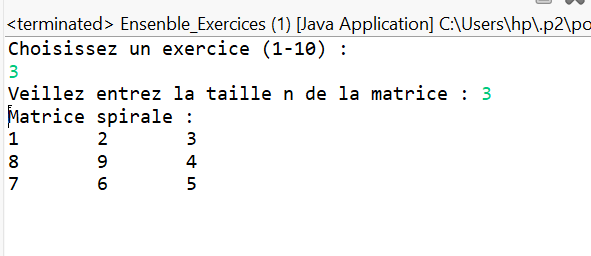 <terminated> Ensenble_Exercices (1) [Java Application] C:\Users\hp\.p2\po
Choisissez un exercice (1-10) :
3
Veillez entrez la taille n de la matrice : 3
Matrice spirale :
1 2 3
8 9 4
7 6 5